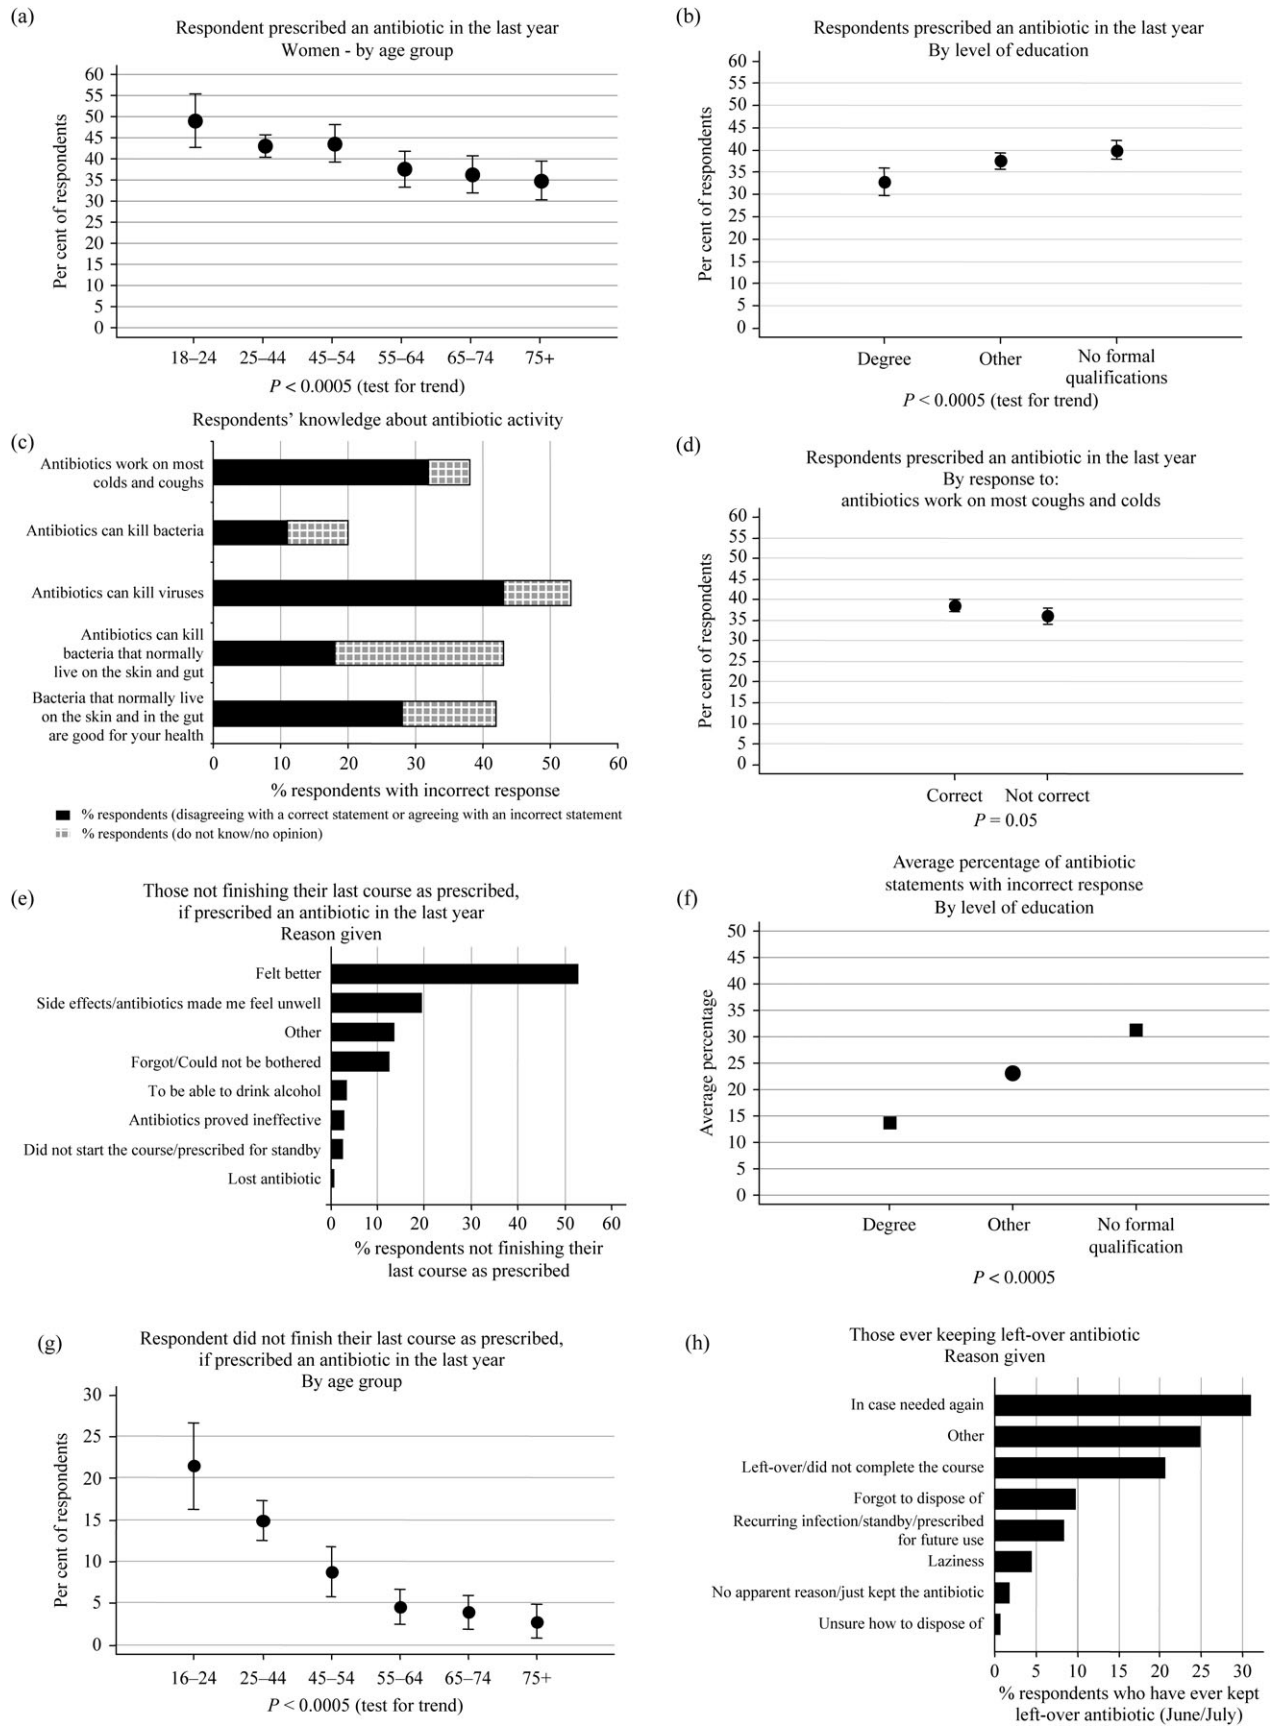 (a)
Respondent prescribed an antibiotic in the last year
Women - by age group
Per cent of respondents
60
55
50
45
40
35
30
25
20
15
10
5
0
18–24 25–44 45–54 55–64 65–74 75+
P < 0.0005 (test for trend)
(b)
Respondents prescribed an antibiotic in the last year
By level of education
Per cent of respondents
60
55
50
45
40
35
30
25
20
15
10
5
0
Degree Other No formal
qualifications
P < 0.0005 (test for trend)
(c)
Respondents’ knowledge about antibiotic activity
Antibiotics work on most
colds and coughs
Antibiotics can kill bacteria
Antibiotics can kill viruses
Antibiotics can kill
bacteria that normally
live on the skin and gut
Bacteria that normally live
on the skin and in the gut
are good for your health
0 10 20 30 40 50 60
% respondents with incorrect response
% respondents (disagreeing with a correct statement or agreeing with an incorrect statement
% respondents (do not know/no opinion)
(d)
Respondents prescribed an antibiotic in the last year
By response to:
antibiotics work on most coughs and colds
Per cent of respondents
60
55
50
45
40
35
30
25
20
15
10
5
0
Correct Not correct
P = 0.05
(e)
Those not finishing their last course as prescribed,
if prescribed an antibiotic in the last year
Reason given
Felt better
Side effects/antibiotics made me feel unwell
Other
Forgot/Could not be bothered
To be able to drink alcohol
Antibiotics proved ineffective
Did not start the course/prescribed for standby
Lost antibiotic
0 10 20 30 40 50 60
% respondents not finishing their
last course as prescribed
(f)
Average percentage of antibiotic
statements with incorrect response
By level of education
Average percentage
50
45
40
35
30
25
20
15
10
5
0
Degree Other No formal
qualification
P < 0.0005
(g)
Respondent did not finish their last course as prescribed,
if prescribed an antibiotic in the last year
By age group
Per cent of respondents
30
25
20
15
10
5
0
16–24 25–44 45–54 55–64 65–74 75+
P < 0.0005 (test for trend)
(h)
Those ever keeping left-over antibiotic
Reason given
In case needed again
Other
Left-over/did not complete the course
Forgot to dispose of
Recurring infection/standby/prescribed
for future use
Laziness
No apparent reason/just kept the antibiotic
Unsure how to dispose of
0 5 10 15 20 25 30
% respondents who have ever kept
left-over antibiotic (June/July)